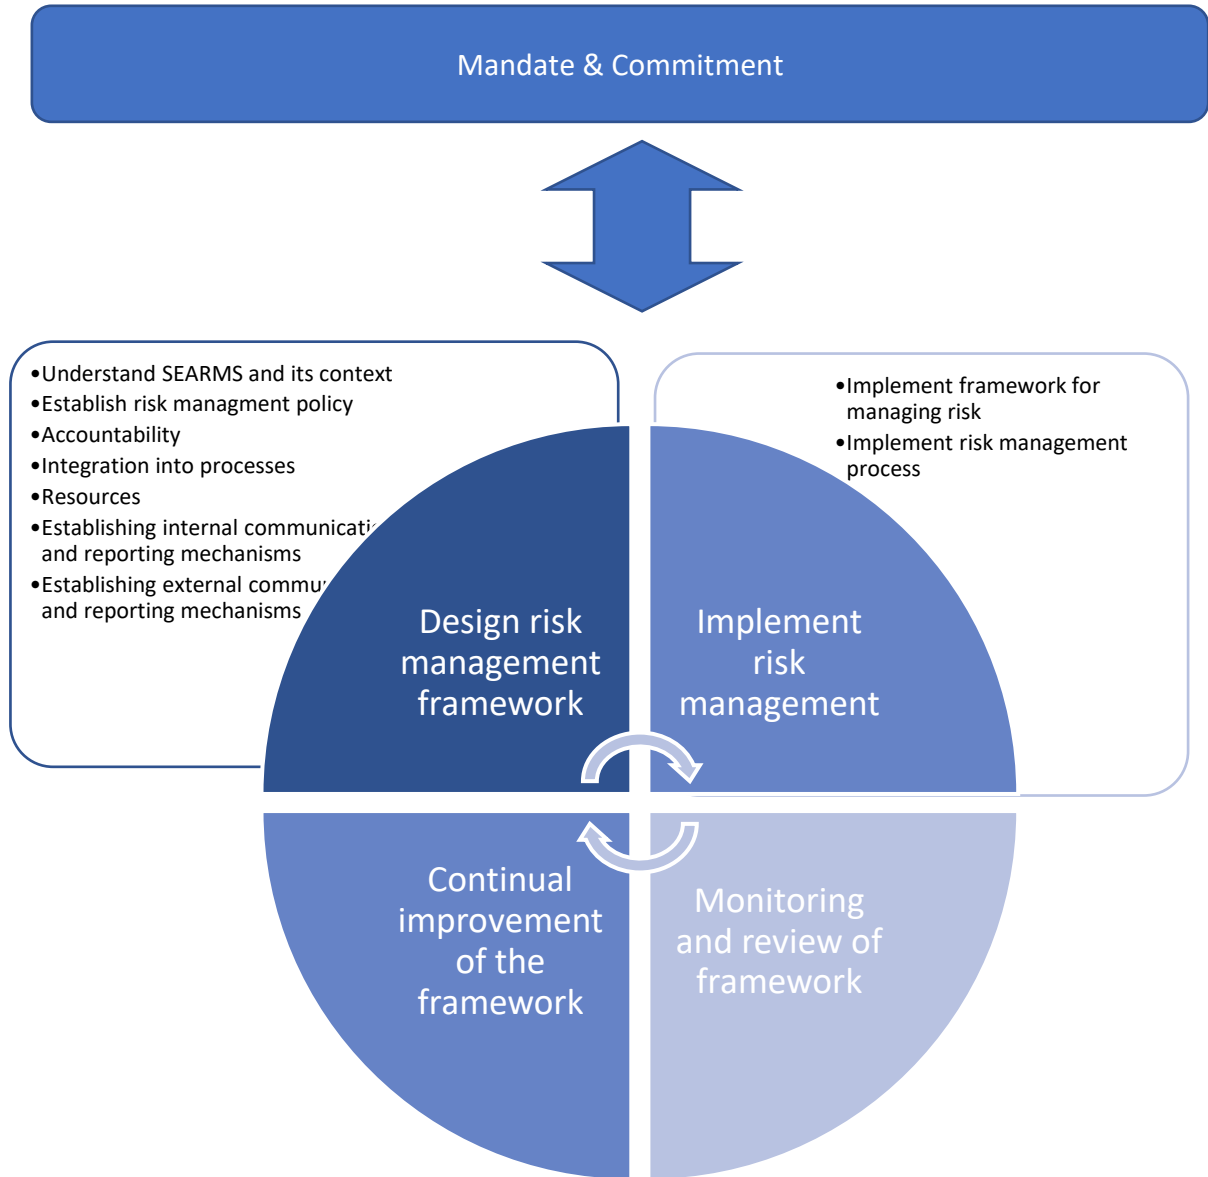 Mandate & Commitment
•Understand SEARMS and its context
•Establish risk managment policy
•Accountability
•Integration into processes
•Resources
•Establishing internal
and reporting mechanisms
•Establishing external
and reporting mechanisms
•Implement framework for
managing risk
•Implement risk management
process
Design risk
management
framework
Implement
risk
management
Continual
improvement
of the
framework
Monitoring
and review of
framework